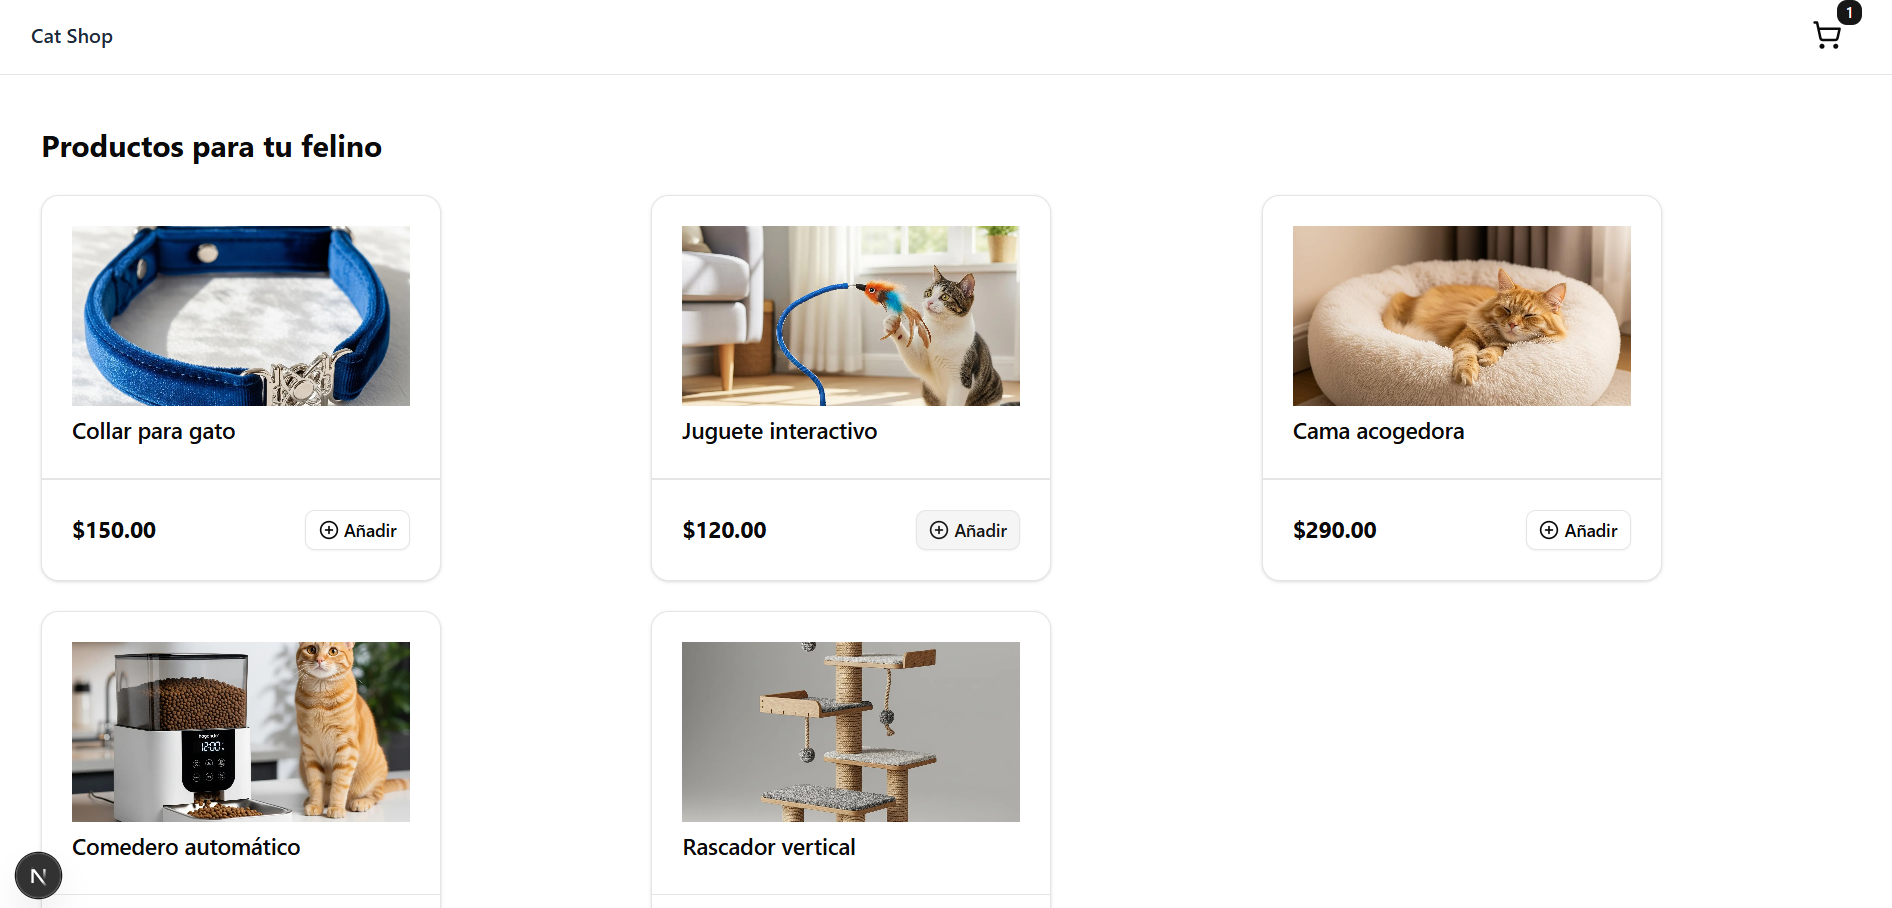 Cat Shop
1
Productos para tu felino
Collar para gato
$150.00
Añadir
Juguete interactivo
$120.00
Añadir
Cama acogedora
$290.00
Añadir
12:00
Comedero automático
Rascador vertical
N